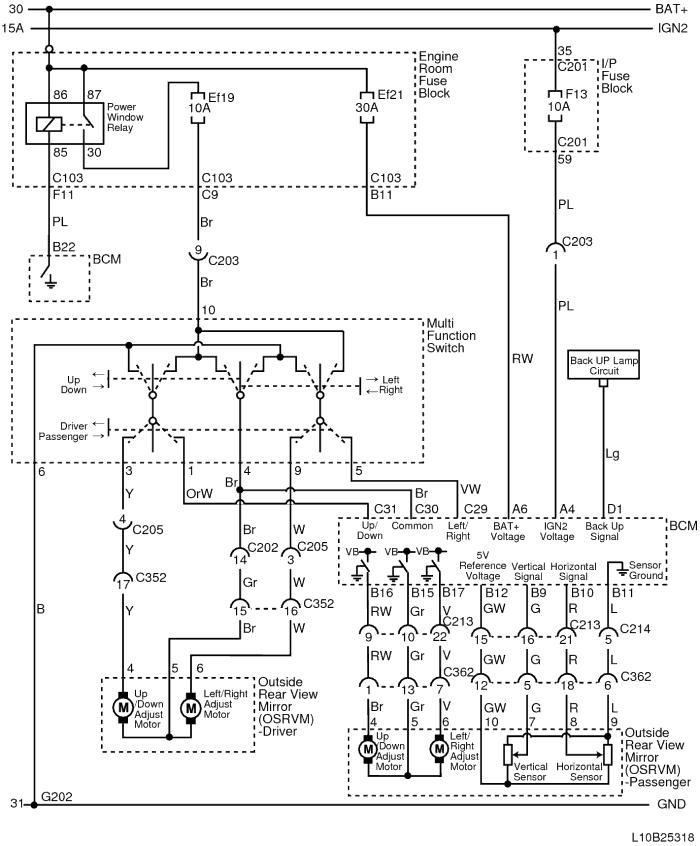 30 BAT+
15A IGN2
Engine
Room
Fuse
Block
35
C201
I/P
Fuse
Block
F13
10A
C201
59
86 87
Power
Window
Relay
85 30
Ef19
10A
Ef21
30A
C103 C103 C103
F11 C9 B11
PL
B22
BCM
Br
9
C203
Br
10
PL
C203
1
PL
Multi
Function
Switch
Up
Down
Left
Right
Driver
Passenger
RW
Back UP Lamp
Circuit
Lg
6 3 1 4 9 5
Y
OrW
Br
Br
VW
4
C205
Y
C352
17
Y
Br
C202
14
Gr
15
Br
W
C205
3
W
C352
16
W
B
C31 C30 C29 A6 A4 D1
BCM
Up/
Down
Common
Left/
Right
BAT+
Voltage
IGN2
Voltage
Back Up
Signal
VB VB VB
5V
Reference
Voltage
Vertical
Signal
Horizontal
Signal
Sensor
Ground
B16 B15 B17 B12 B9 B10 B11
RW Gr V GW G R L
C213 C213 C214
9 10 22 15 16 21 5
RW Gr V GW G R L
C362 C362
1 13 7 12 5 18 6
Br Gr V GW G R L
4 5 6 10 7 8 9
4 5 6
M
Up
/Down
Adjust
Motor
M
Left/Right
Adjust
Motor
Outside
Rear View
Mirror
(OSRVM)
-Driver
M
Up
/Down
Adjust
Motor
M
Left/
Right
Adjust
Motor
Vertical
Sensor
Horizontal
Sensor
Outside
Rear View
Mirror
(OSRVM)
-Passenger
31 G202 GND
L10B25318